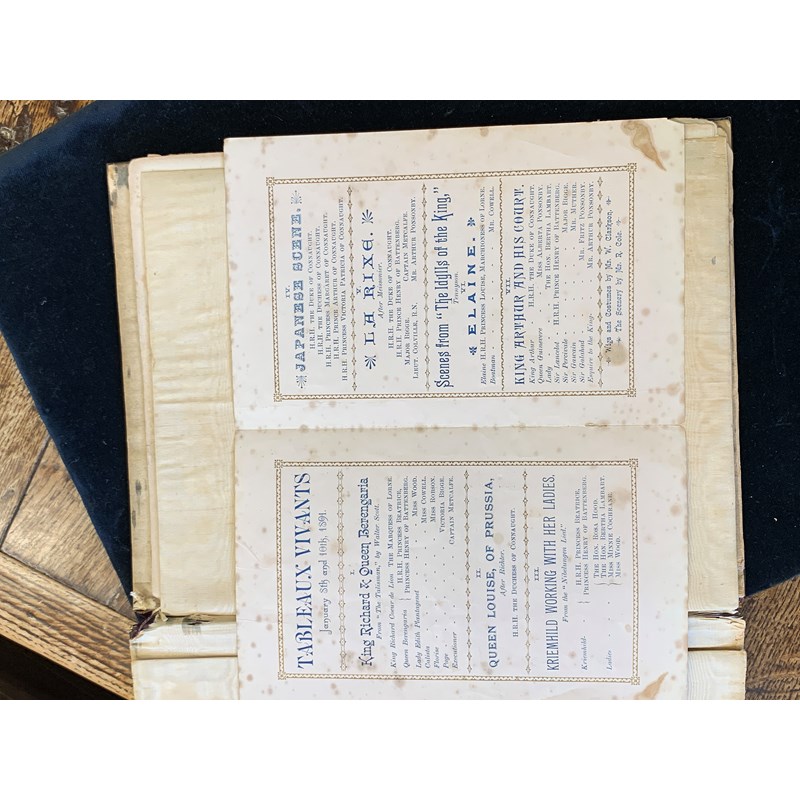 TABLEAUX VIVANTS
January 8th and 10th, 1891.
I.
King Richard & Queen Berengaria
From "The Talisman," by Walter Scott.
King Richard Cœur de Lion THE MARQUESS OF LORNE.
Queen Berengaria H.R.H. PRINCESS BEATRICE, PRINCESS HENRY OF BATTENBERG.
Lady Edith Plantagenet MISS WOOD.
Calista MISS COWELL.
Florise MISS ROBSON.
Page VICTORIA BIGGE.
Executioner CAPTAIN METCALFE.
II.
QUEEN LOUISE, OF PRUSSIA,
After Richter.
H.R.H. THE DUCHESS OF CONNAUGHT.
III.
KRIEMHILD WORKING WITH HER LADIES.
From the "Nibelungen Lied."
Kriemhild H.R.H. PRINCESS BEATRICE, PRINCESS HENRY OF BATTENBERG.
Ladies THE HON. ROSA HOOD.
THE HON. BERTHA LAMBART.
MISS MINNIE COCHRANE.
MISS WOOD.
IV.
JAPANESE SCENE.
H.R.H. THE DUKE OF CONNAUGHT.
H.R.H. THE DUCHESS OF CONNAUGHT.
H.R.H. PRINCESS MARGARET OF CONNAUGHT.
H.R.H. PRINCE ARTHUR OF CONNAUGHT.
H.R.H. PRINCESS VICTORIA PATRICIA OF CONNAUGHT.
V.
LA RIXE.
After Meissonier.
H.R.H. THE DUKE OF CONNAUGHT.
H.R.H. PRINCE HENRY OF BATTENBERG.
MAJOR BIGGE. CAPTAIN METCALFE.
LIEUT. COLVILLE, R.N. MR. ARTHUR PONSONBY.
Scenes from "The Idylls of the King,"
Tennyson.
VI.
ELAINE.
Elaine H.R.H. PRINCESS LOUISE, MARCHIONESS OF LORNE.
Boatman MR. COWELL.
VII.
KING ARTHUR AND HIS COURT.
King Arthur H.R.H. THE DUKE OF CONNAUGHT.
Queen Guinevere MISS ALBERTA PONSONBY.
Lady THE HON. BERTHA LAMBART.
Sir Lancelot H.R.H. PRINCE HENRY OF BATTENBERG.
Sir Percivale MAJOR BIGGE.
Sir Gawain MR. MUTHER.
Sir Galahad MR. FRITZ PONSONBY.
Esquire to the King MR. ARTHUR PONSONBY.
Wigs and Costumes by Mr. W. Clarkson.
The Scenery by Mr. R. Cole.